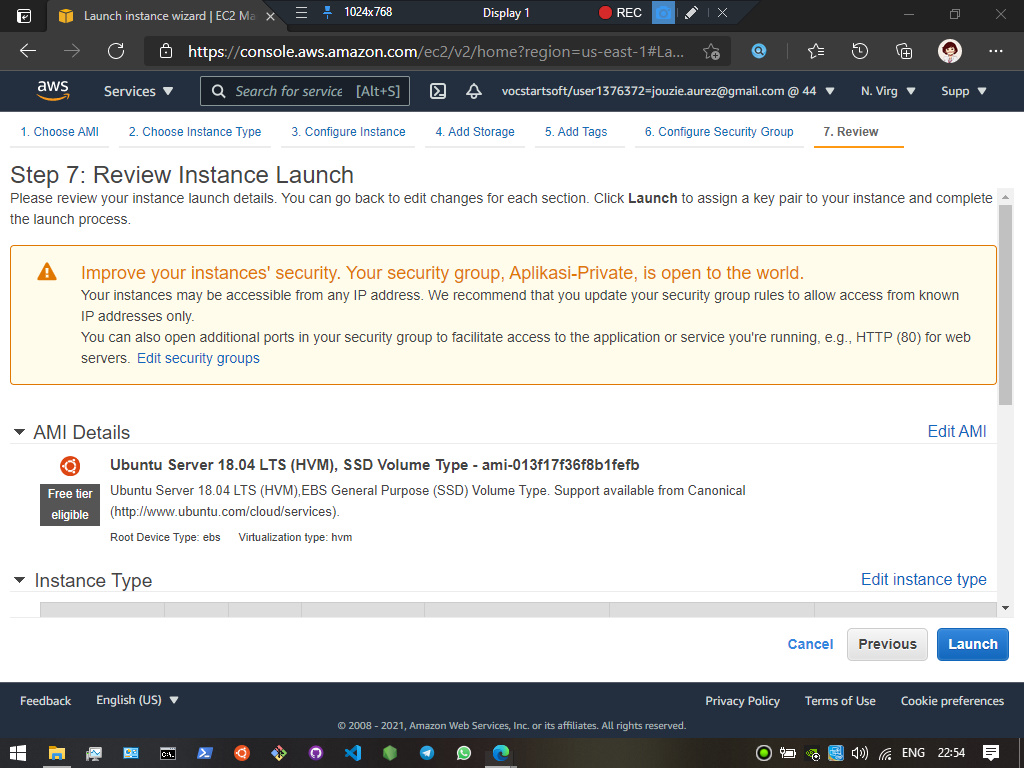 Launch instance wizard | EC2 Ma
1024x768
Display 1
REC
https://console.aws.amazon.com/ec2/v2/home?region=us-east-1#La...
aws
Services
Search for service [Alt+S]
vocstartsoft/user1376372=jouzie.aurez@gmail.com @ 44
N. Virg
Supp
1. Choose AMI
2. Choose Instance Type
3. Configure Instance
4. Add Storage
5. Add Tags
6. Configure Security Group
7. Review
Step 7: Review Instance Launch
Please review your instance launch details. You can go back to edit changes for each section. Click Launch to assign a key pair to your instance and complete
the launch process.
Improve your instances' security. Your security group, Aplikasi-Private, is open to the world.
Your instances may be accessible from any IP address. We recommend that you update your security group rules to allow access from known
IP addresses only.
You can also open additional ports in your security group to facilitate access to the application or service you're running, e.g., HTTP (80) for web
servers. Edit security groups
AMI Details
Edit AMI
Ubuntu Server 18.04 LTS (HVM), SSD Volume Type - ami-013f17f36f8b1fefb
Free tier
eligible
Ubuntu Server 18.04 LTS (HVM),EBS General Purpose (SSD) Volume Type. Support available from Canonical
(http://www.ubuntu.com/cloud/services).
Root Device Type: ebs Virtualization type: hvm
Instance Type
Edit instance type
Cancel
Previous
Launch
Feedback
English (US)
Privacy Policy
Terms of Use
Cookie preferences
© 2008 - 2021, Amazon Web Services, Inc. or its affiliates. All rights reserved.
ENG
22:54